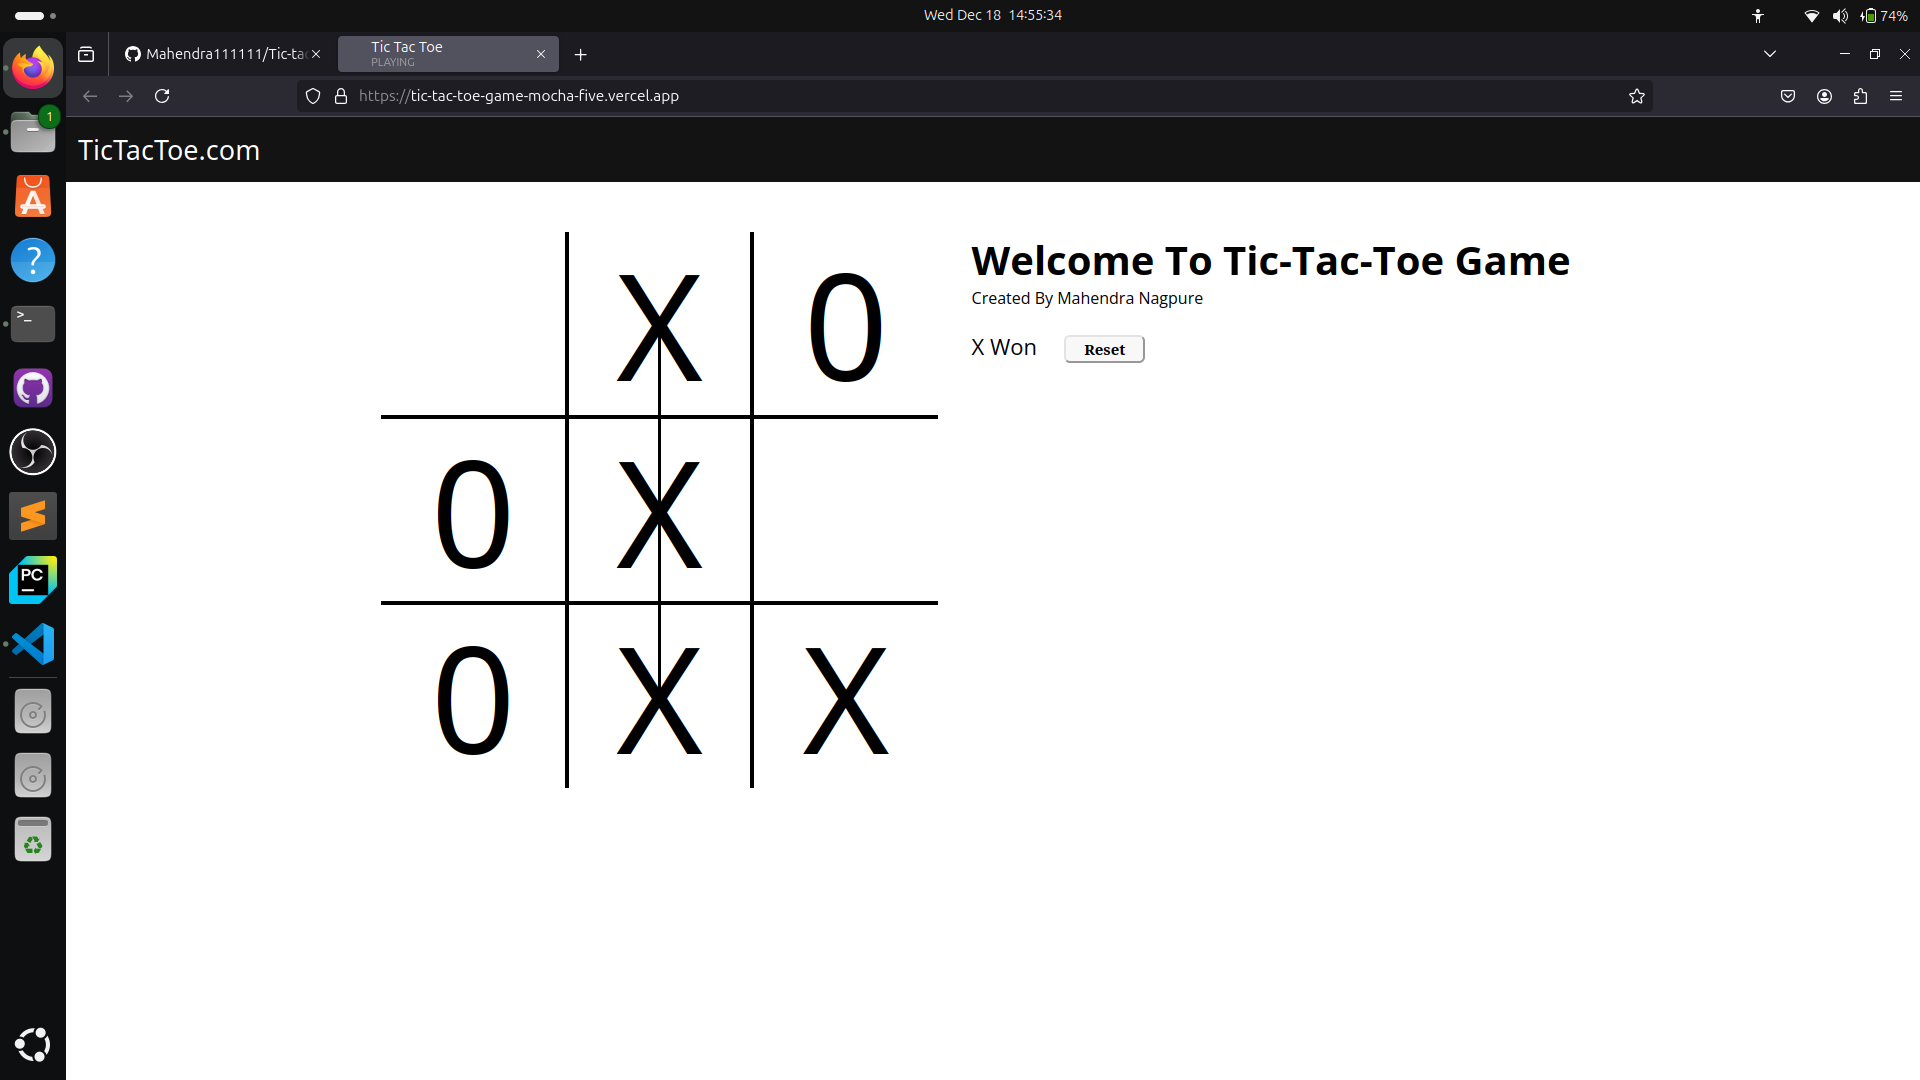 Wed Dec 18 14:55:34
74%
Mahendra111111/Tic-tac
Tic Tac Toe
PLAYING
1
https://tic-tac-toe-game-mocha-five.vercel.app
TicTacToe.com
X 0
0 X
0 X X
Welcome To Tic-Tac-Toe Game
Created By Mahendra Nagpure
X Won Reset
?
>_
PC